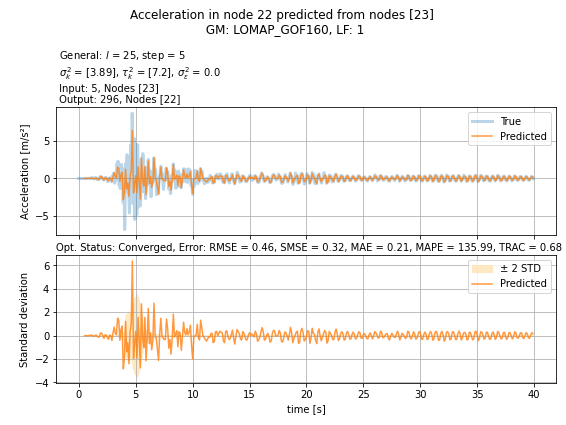 Acceleration in node 22 predicted from nodes [23]
GM: LOMAP_GOF160, LF: 1
General: l = 25, step = 5
σ²ₖ = [3.89], τ²ₖ = [7.2], σ²ε = 0.0
Input: 5, Nodes [23]
Output: 296, Nodes [22]
True
Predicted
Acceleration [m/s²]
5
0
−5
Opt. Status: Converged, Error: RMSE = 0.46, SMSE = 0.32, MAE = 0.21, MAPE = 135.99, TRAC = 0.68
± 2 STD
Predicted
Standard deviation
6
4
2
0
−2
−4
0 5 10 15 20 25 30 35 40
time [s]